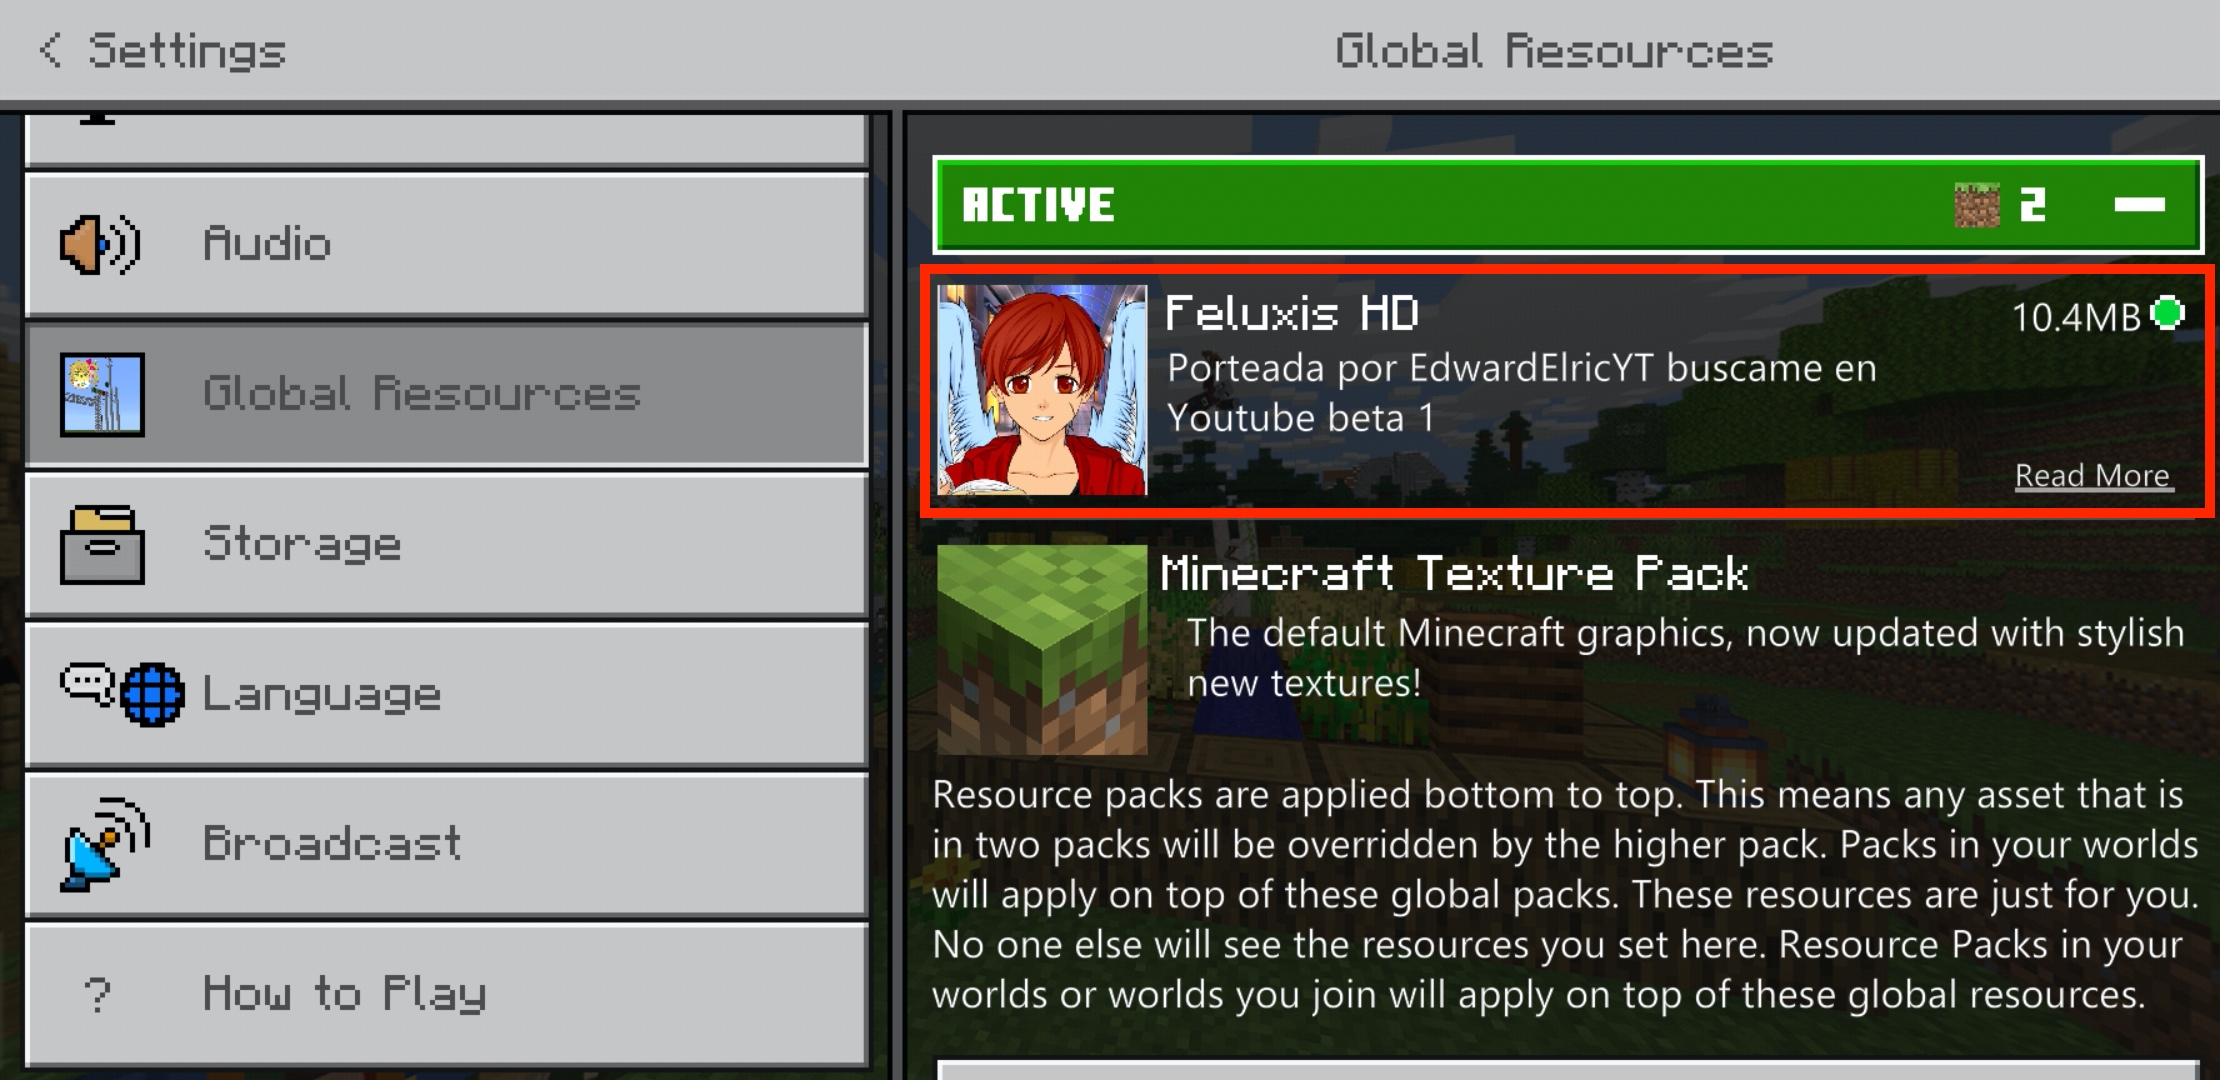 < Settings
Global Resources
Audio
Global Resources
Storage
Language
Broadcast
? How to Play
ACTIVE 2
Feluxis HD 10.4MB
Porteada por EdwardElricYT buscame en
Youtube beta 1
Read More
Minecraft Texture Pack
The default Minecraft graphics, now updated with stylish
new textures!
Resource packs are applied bottom to top. This means any asset that is
in two packs will be overridden by the higher pack. Packs in your worlds
will apply on top of these global packs. These resources are just for you.
No one else will see the resources you set here. Resource Packs in your
worlds or worlds you join will apply on top of these global resources.